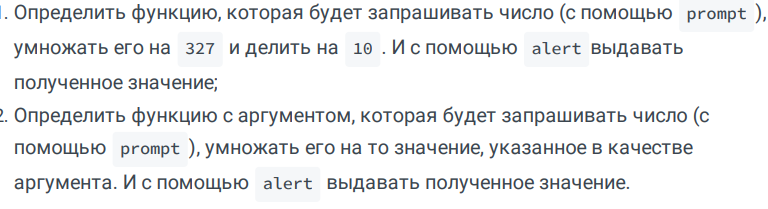 1. Определить функцию, которая будет запрашивать число (с помощью prompt ),
умножать его на 327 и делить на 10 . И с помощью alert выдавать
полученное значение;
2. Определить функцию с аргументом, которая будет запрашивать число (с
помощью prompt ), умножать его на то значение, указанное в качестве
аргумента. И с помощью alert выдавать полученное значение.